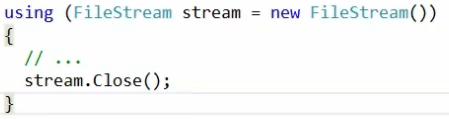 using (FileStream stream = new FileStream())
{
  // ...
  stream.Close();
}